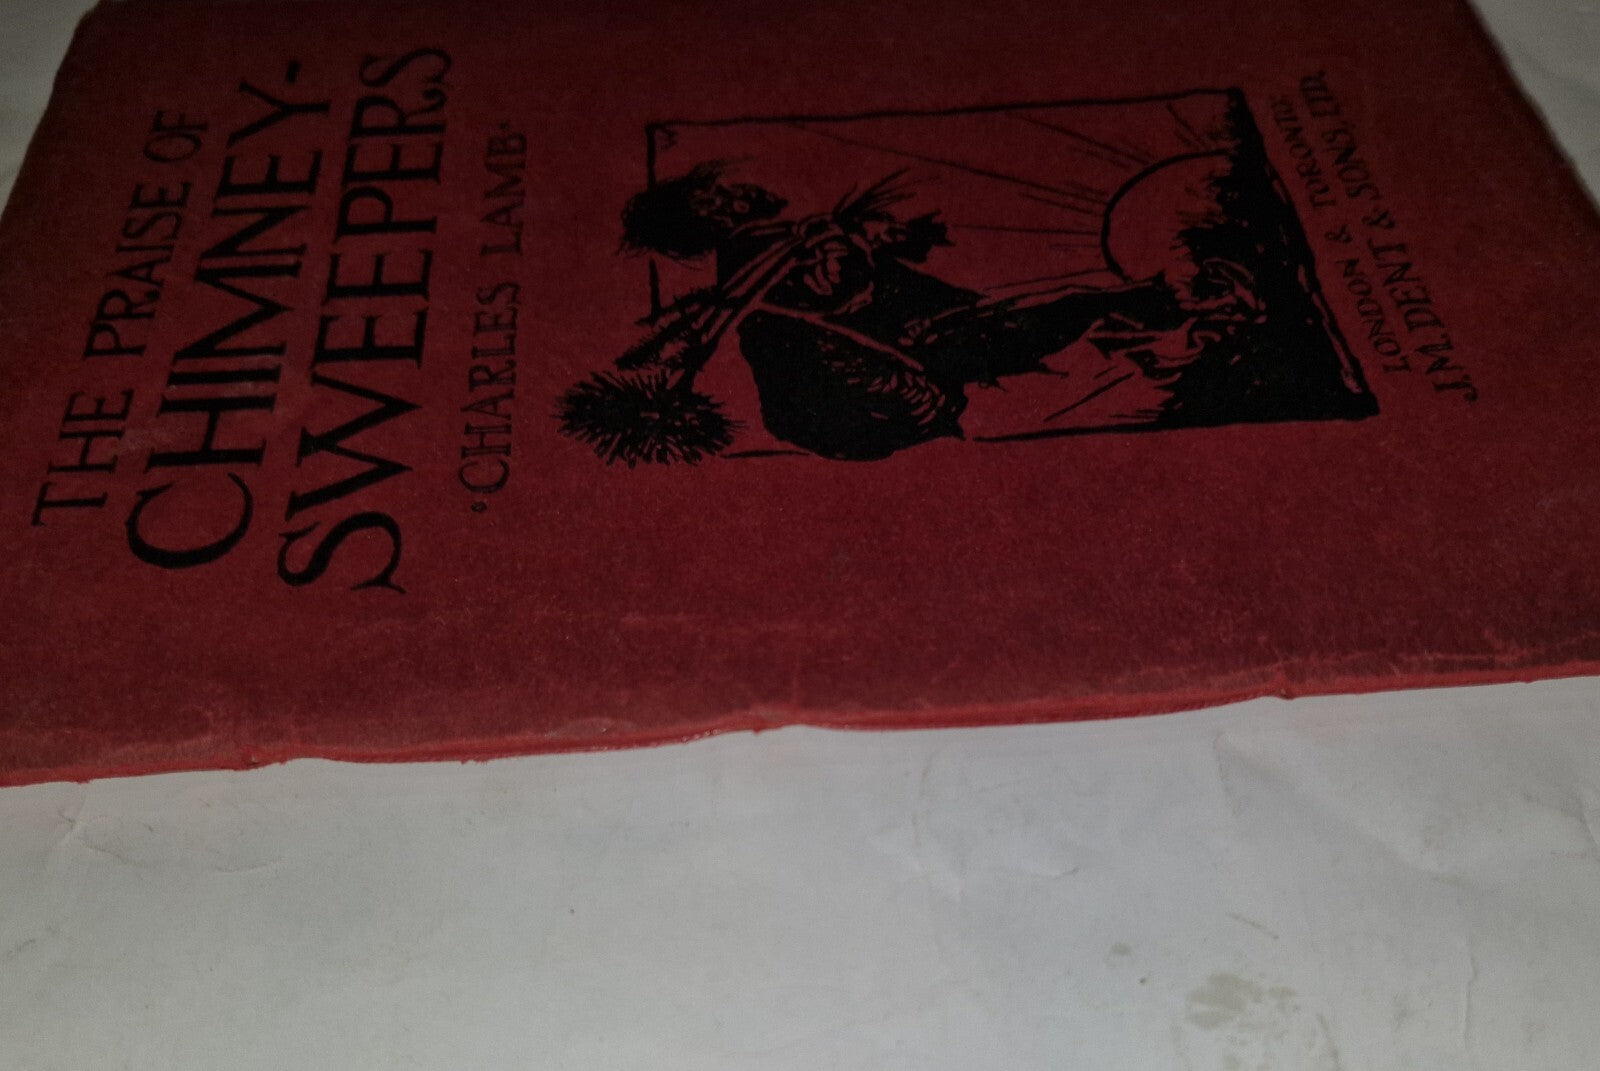 THE PRAISE OF
CHIMNEY-
SWEEPERS
·CHARLES LAMB·
LONDON & TORONTO:
J.M. DENT & SONS, LTD.